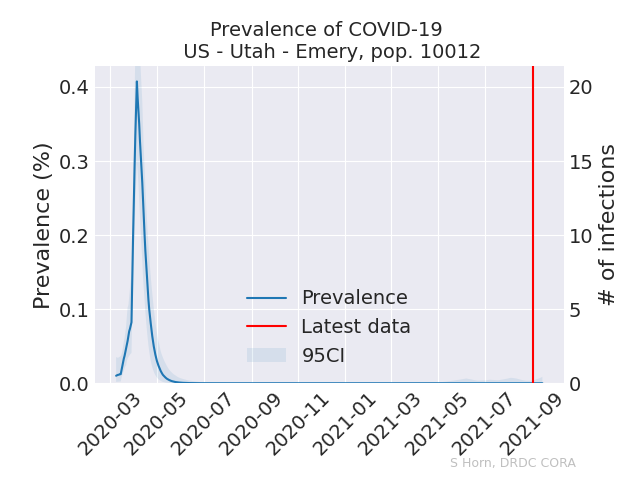 Prevalence of COVID-19
US - Utah - Emery, pop. 10012
Prevalence (%)
0.4
0.3
0.2
0.1
0.0
20
15
10
5
0
# of infections
Prevalence
Latest data
95CI
2020-03
2020-05
2020-07
2020-09
2020-11
2021-01
2021-03
2021-05
2021-07
2021-09
S Horn, DRDC CORA